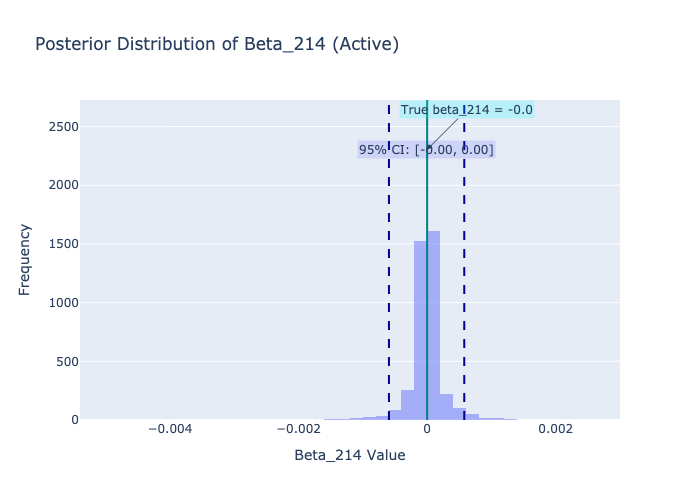 Posterior Distribution of Beta_214 (Active)
True beta_214 = -0.0
95% CI: [-0.00, 0.00]
2500
2000
1500
1000
500
0
Frequency
−0.004
−0.002
0
0.002
Beta_214 Value